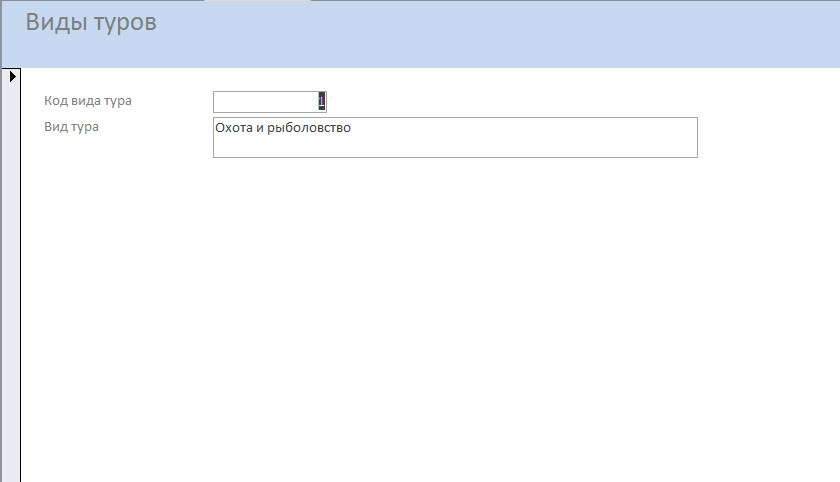 Виды туров
Код вида тура 1
Вид тура Охота и рыболовство